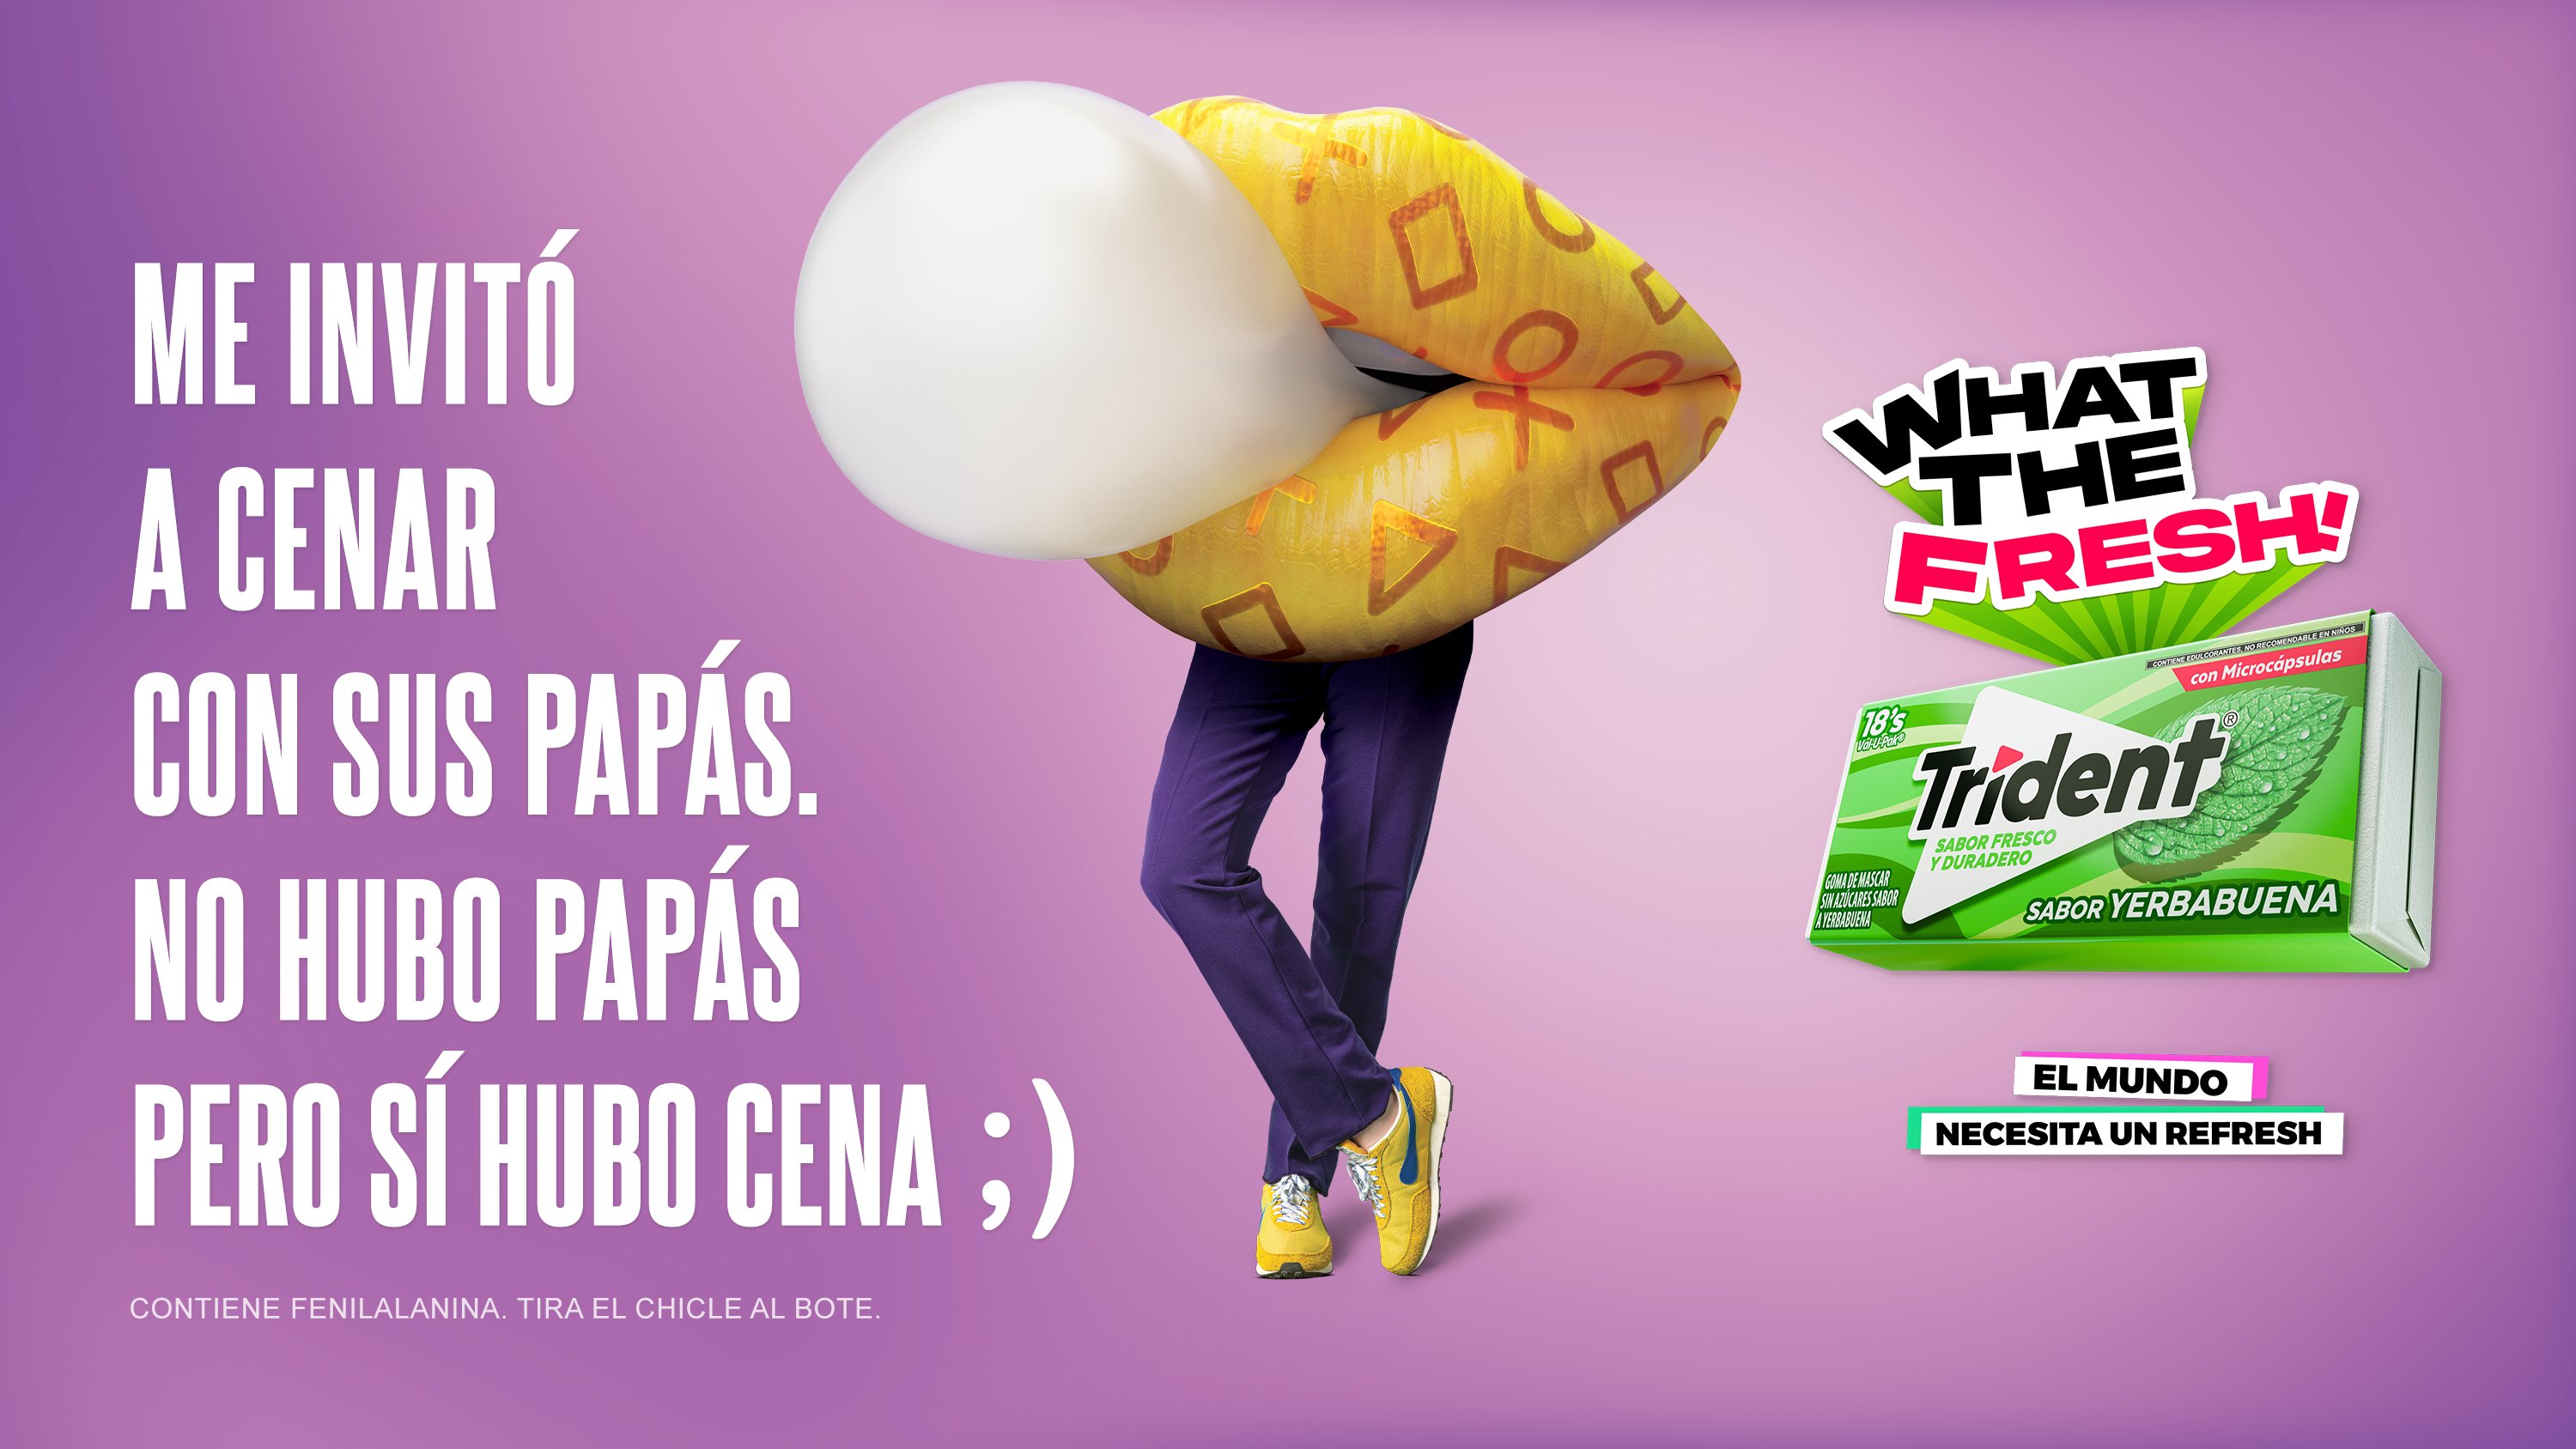 ME INVITÓ
A CENAR
CON SUS PAPÁS.
NO HUBO PAPÁS
PERO SÍ HUBO CENA ;)
CONTIENE FENILALANINA. TIRA EL CHICLE AL BOTE.
WHAT
THE
FRESH!
CONTIENE EDULCORANTES, NO RECOMENDABLE EN NIÑOS
con Microcápsulas
18's
Val-U-Pak®
Trident®
SABOR FRESCO
Y DURADERO
GOMA DE MASCAR
SIN AZÚCARES SABOR
A YERBABUENA
SABOR YERBABUENA
EL MUNDO
NECESITA UN REFRESH